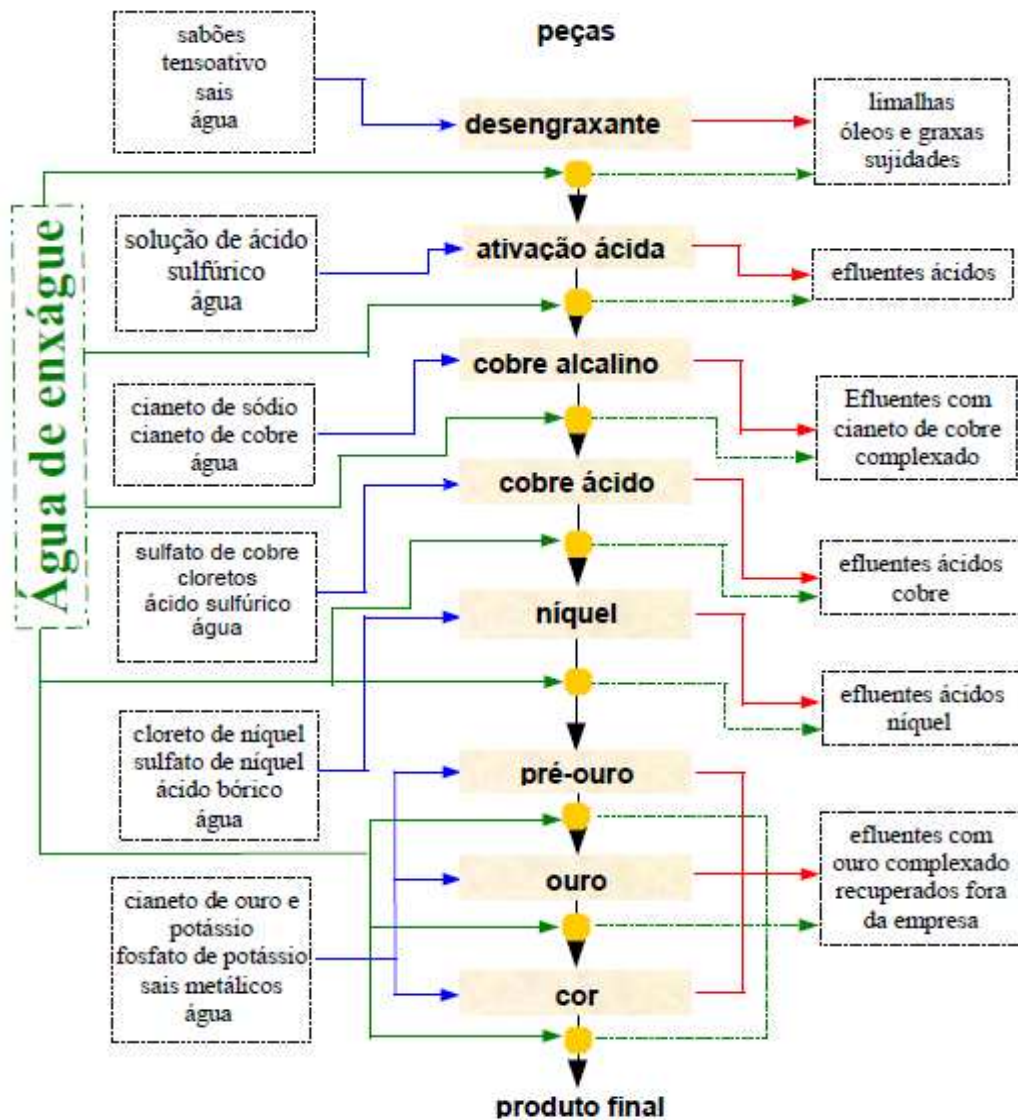 peças
sabões
tensoativo
sais
água
desengraxante
limalhas
óleos e graxas
sujidades
Água de enxágue
solução de ácido
sulfúrico
água
ativação ácida
efluentes ácidos
cobre alcalino
cianeto de sódio
cianeto de cobre
água
Efluentes com
cianeto de cobre
complexado
cobre ácido
sulfato de cobre
cloretos
ácido sulfúrico
água
efluentes ácidos
cobre
níquel
cloreto de níquel
sulfato de níquel
ácido bórico
água
efluentes ácidos
níquel
pré-ouro
ouro
efluentes com
ouro complexado
recuperados fora
da empresa
cianeto de ouro e
potássio
fosfato de potássio
sais metálicos
água
cor
produto final